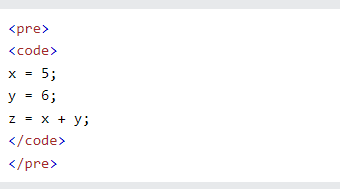 <pre>
<code>
x = 5;
y = 6;
z = x + y;
</code>
</pre>